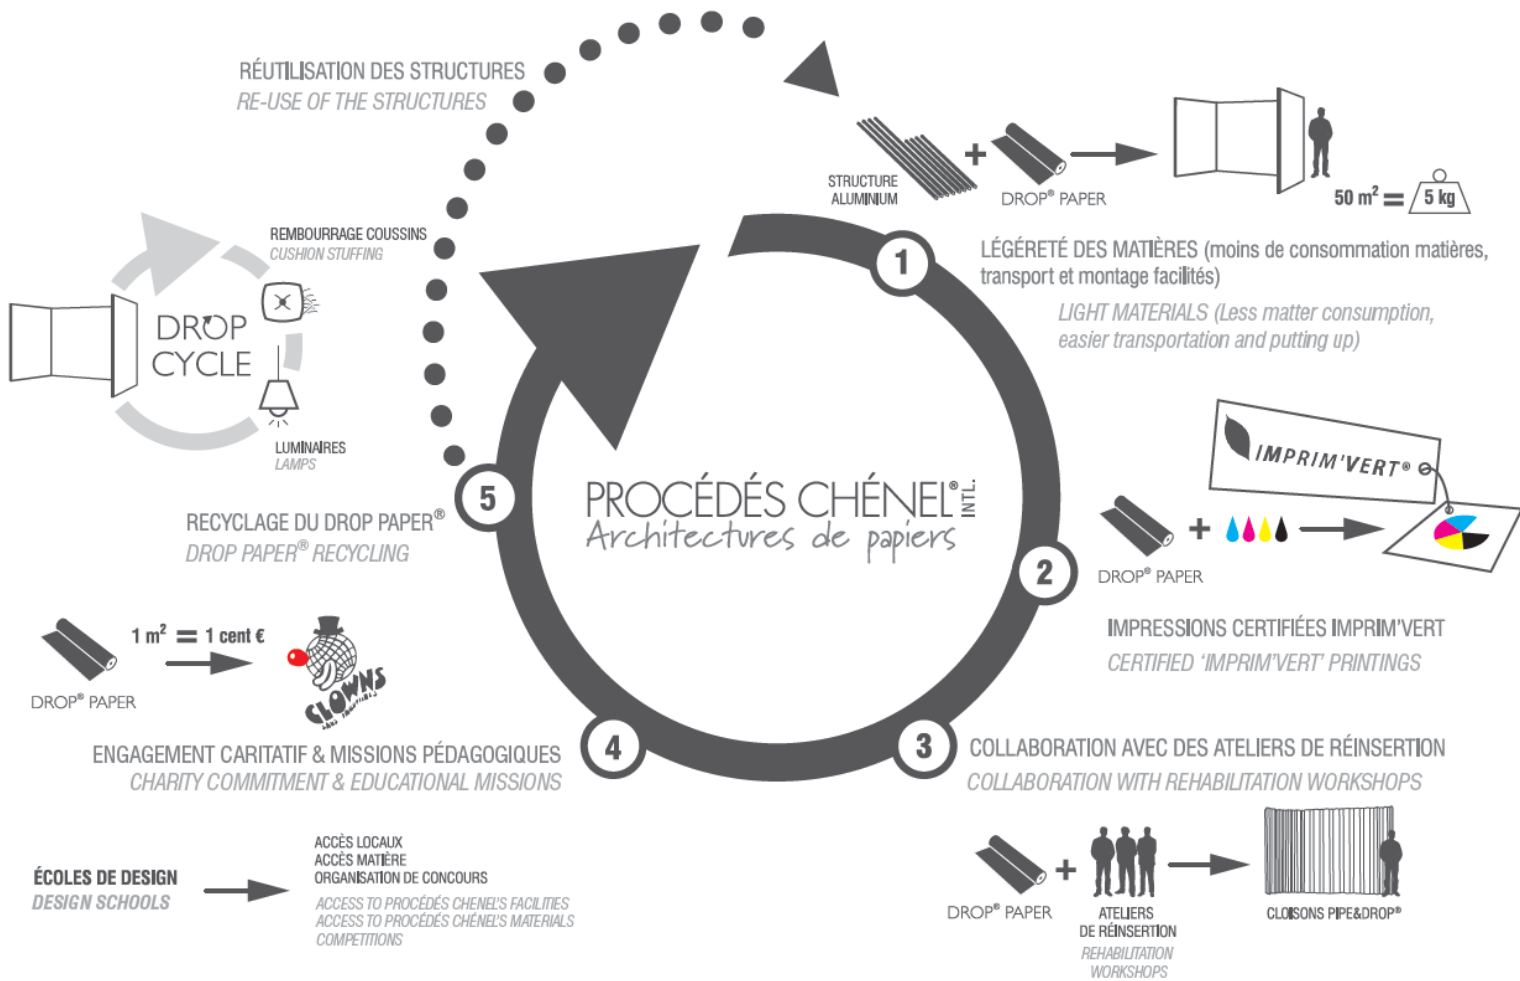 RÉUTILISATION DES STRUCTURES
RE-USE OF THE STRUCTURES
STRUCTURE
ALUMINIUM
+
DROP® PAPER
50 m² = 5 kg
1
LÉGÉRETÉ DES MATIÈRES (moins de consommation matières,
transport et montage facilités)
LIGHT MATERIALS (Less matter consumption,
easier transportation and putting up)
IMPRIM'VERT®
DROP® PAPER
+
2
IMPRESSIONS CERTIFIÉES IMPRIM'VERT
CERTIFIED ‘IMPRIM'VERT’ PRINTINGS
3
COLLABORATION AVEC DES ATELIERS DE RÉINSERTION
COLLABORATION WITH REHABILITATION WORKSHOPS
DROP® PAPER
+
ATELIERS
DE RÉINSERTION
REHABILITATION
WORKSHOPS
CLOISONS PIPE&DROP®
4
DROP® PAPER
1 m² = 1 cent €
CLOWNS
ENGAGEMENT CARITATIF & MISSIONS PÉDAGOGIQUES
CHARITY COMMITMENT & EDUCATIONAL MISSIONS
ÉCOLES DE DESIGN
DESIGN SCHOOLS
ACCÈS LOCAUX
ACCÈS MATIÈRE
ORGANISATION DE CONCOURS
ACCESS TO PROCÉDÉS CHENEL'S FACILITIES
ACCESS TO PROCÉDÉS CHÉNEL'S MATERIALS
COMPETITIONS
5
RECYCLAGE DU DROP PAPER®
DROP PAPER® RECYCLING
DROP
CYCLE
REMBOURRAGE COUSSINS
CUSHION STUFFING
LUMINAIRES
LAMPS
PROCÉDÉS CHÉNEL® INTL.
Architectures de papiers